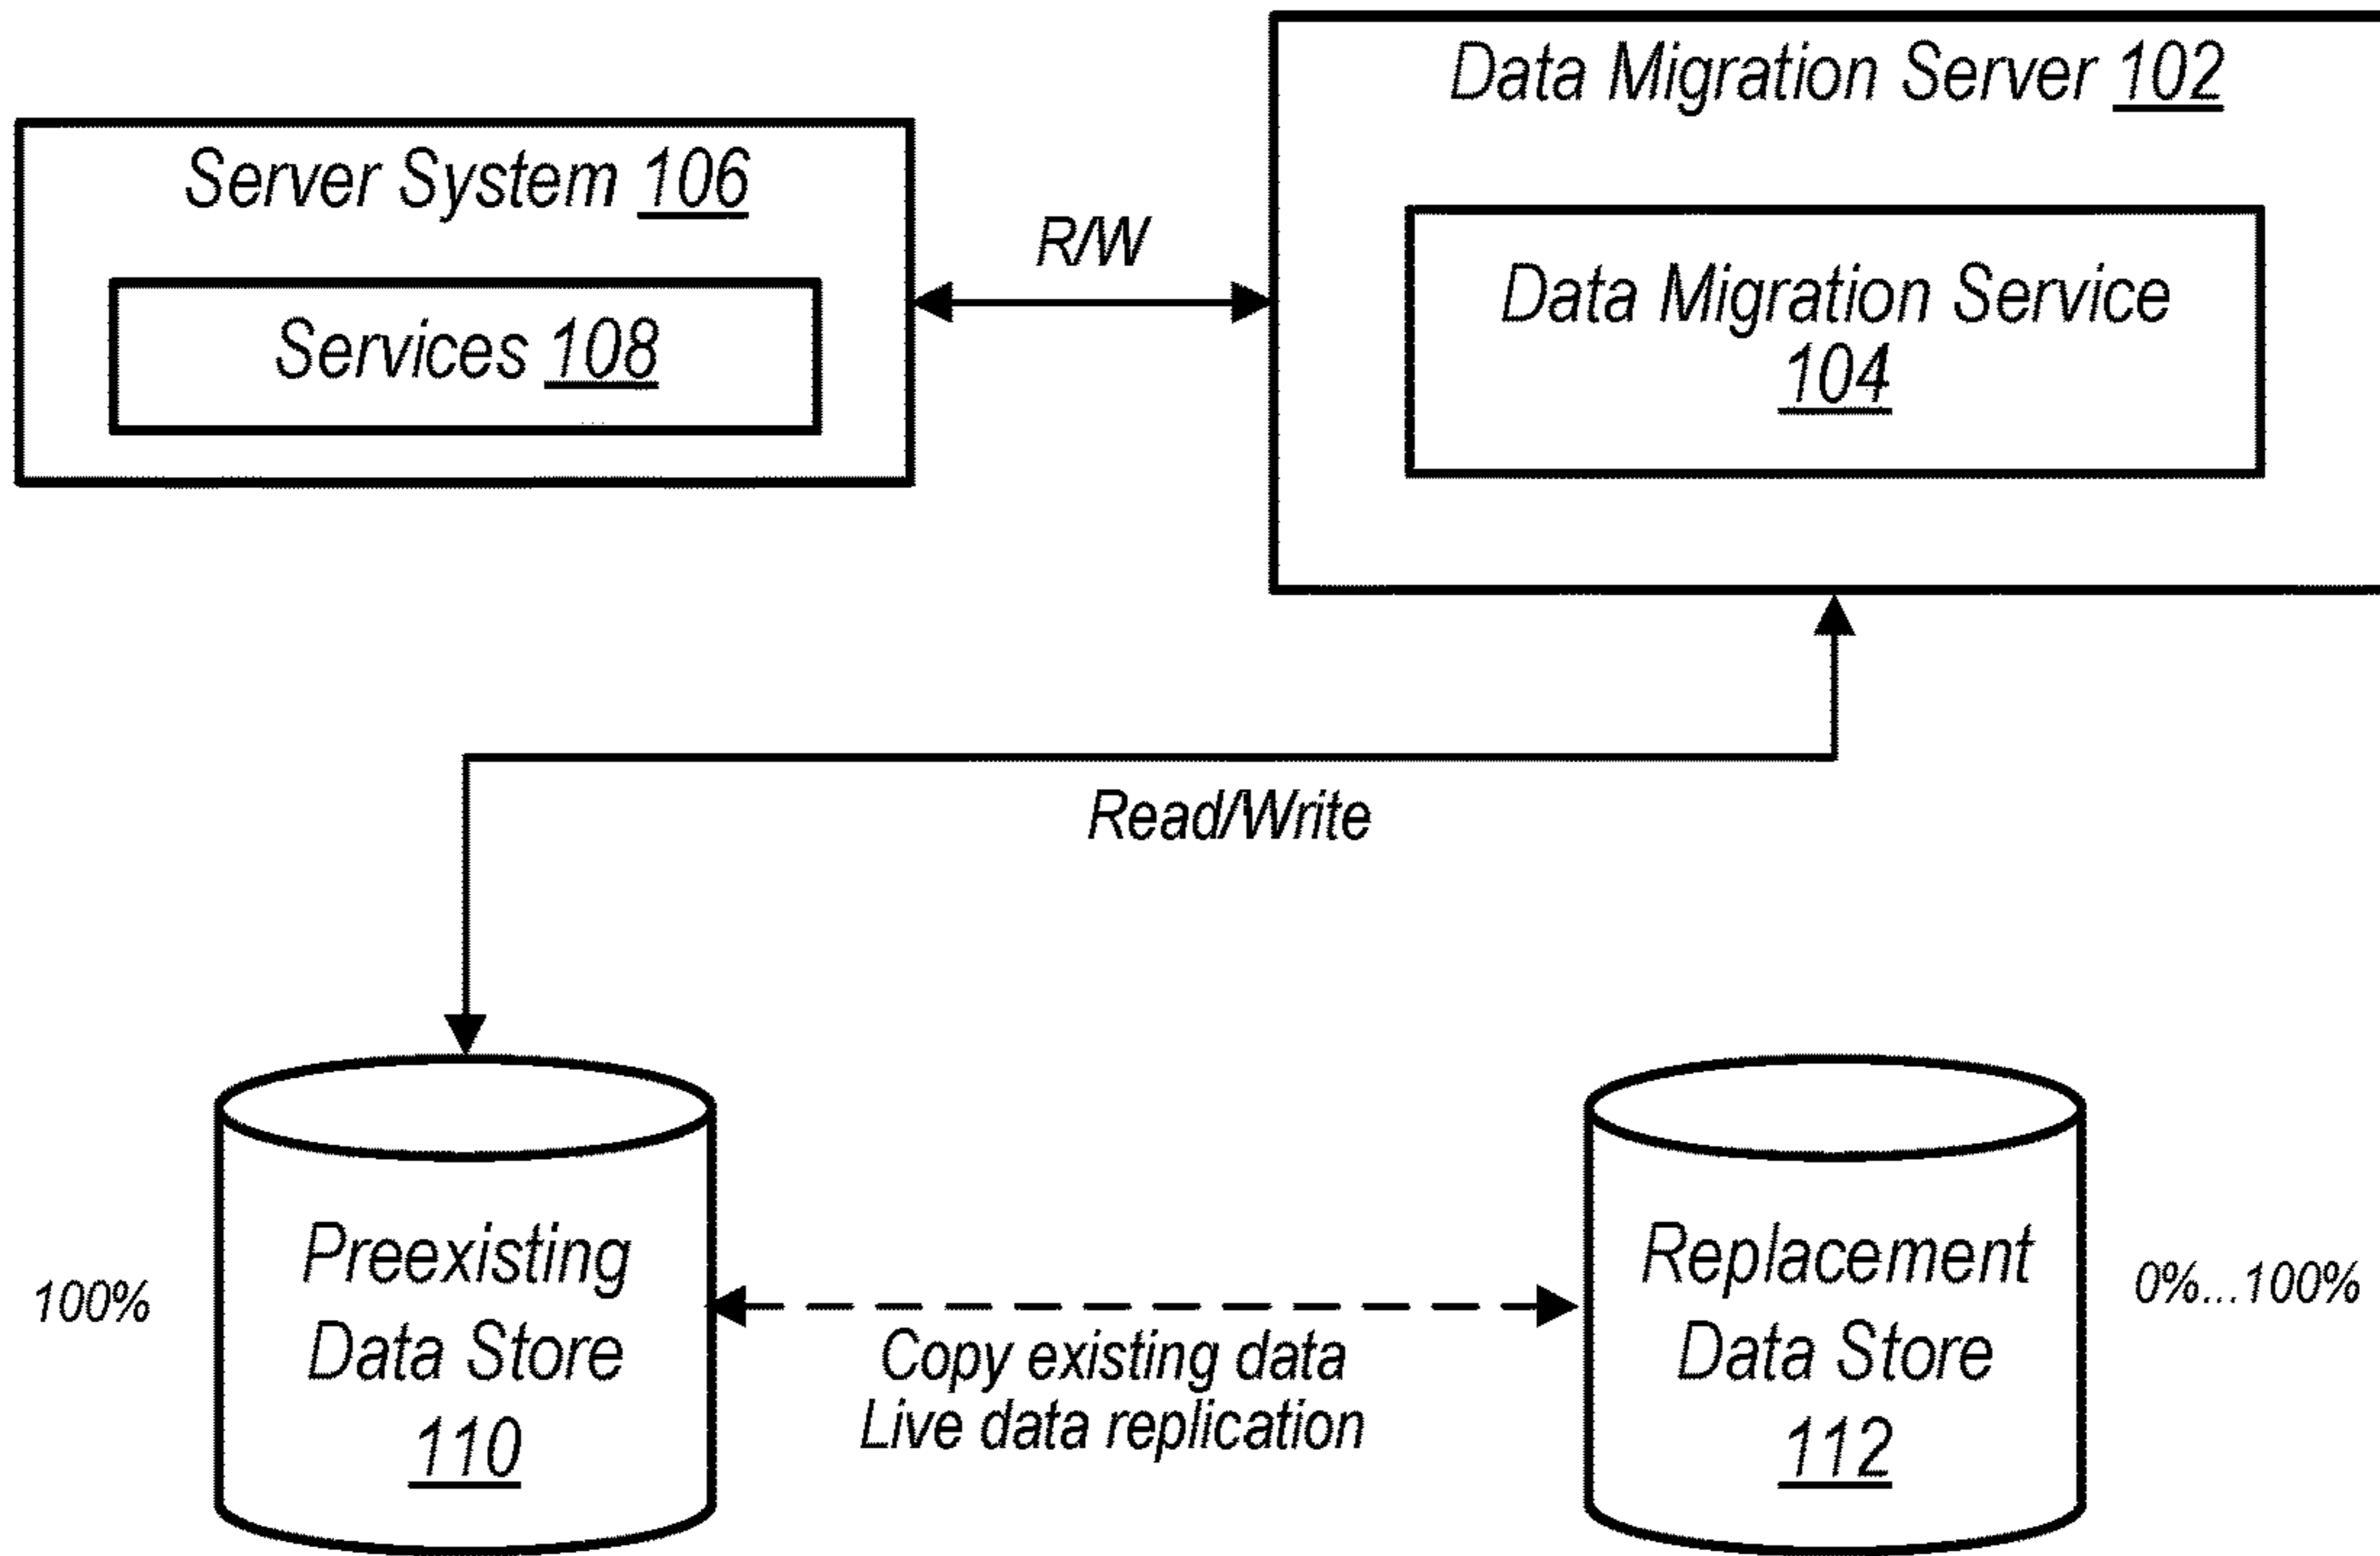 Data Migration Server 102
Server System 106
R/W
Data Migration Service
104
Services 108
Read/Write
Preexisting
Data Store
110
100%
Copy existing data
Live data replication
Replacement
Data Store
112
0%...100%